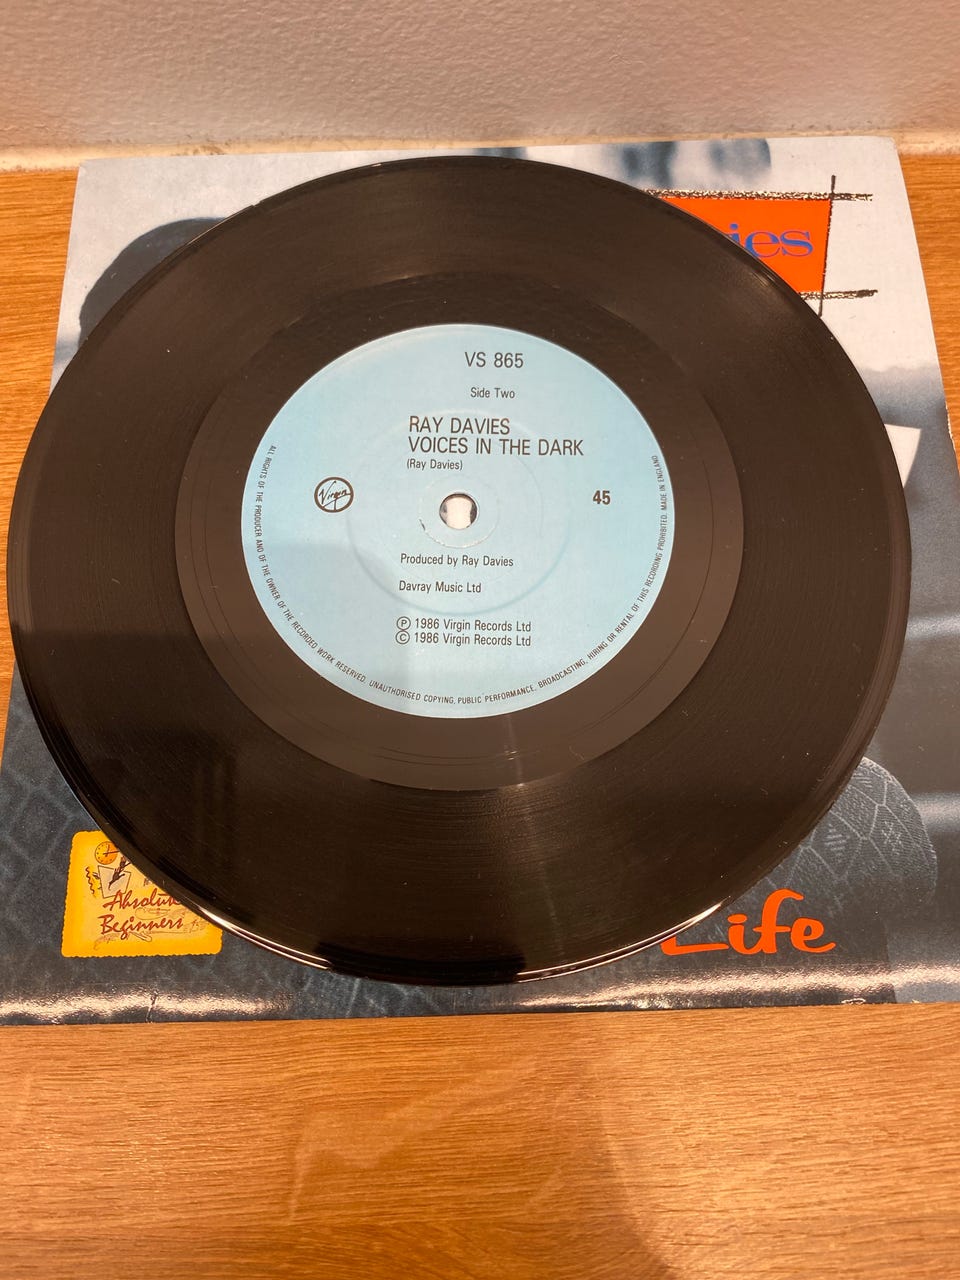 ies
VS 865
Side Two
RAY DAVIES
VOICES IN THE DARK
(Ray Davies)
Virgin
45
Produced by Ray Davies
Davray Music Ltd
Ⓟ 1986 Virgin Records Ltd
© 1986 Virgin Records Ltd
ALL RIGHTS OF THE PRODUCER AND OF THE OWNER OF THE RECORDED WORK RESERVED. UNAUTHORISED COPYING, PUBLIC PERFORMANCE, BROADCASTING, HIRING OR RENTAL OF THIS RECORDING PROHIBITED. MADE IN ENGLAND
Absolute
Beginners
Life